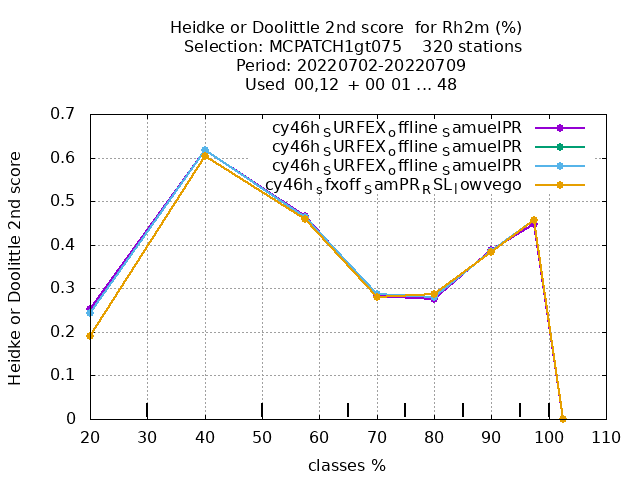 Heidke or Doolittle 2nd score for Rh2m (%)
Selection: MCPATCH1gt075 320 stations
Period: 20220702-20220709
Used 00,12 + 00 01 ... 48
cy46h_SURFEX_offline_SamuelPR
cy46h_SURFEX_offline_SamuelPR
cy46h_SURFEX_offline_SamuelPR
cy46h_sfxoff_SamPR_RSL_lowvego
Heidke or Doolittle 2nd score
0.7
0.6
0.5
0.4
0.3
0.2
0.1
0
20 30 40 50 60 70 80 90 100 110
classes %